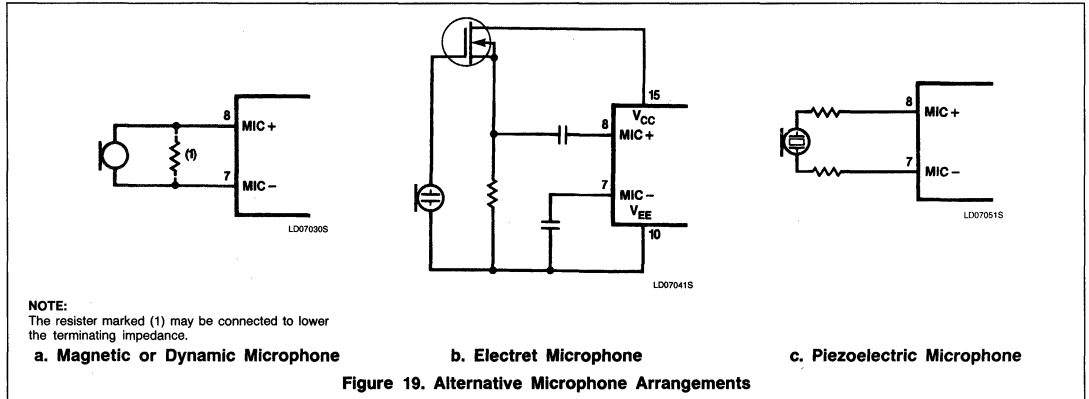 8
MIC+
(1)
7
MIC−
LD07030S
15
VCC
8
MIC+
7
MIC−
VEE
10
LD07041S
8
MIC+
7
MIC−
LD07051S
NOTE:
The resister marked (1) may be connected to lower
the terminating impedance.
a. Magnetic or Dynamic Microphone
b. Electret Microphone
c. Piezoelectric Microphone
Figure 19. Alternative Microphone Arrangements